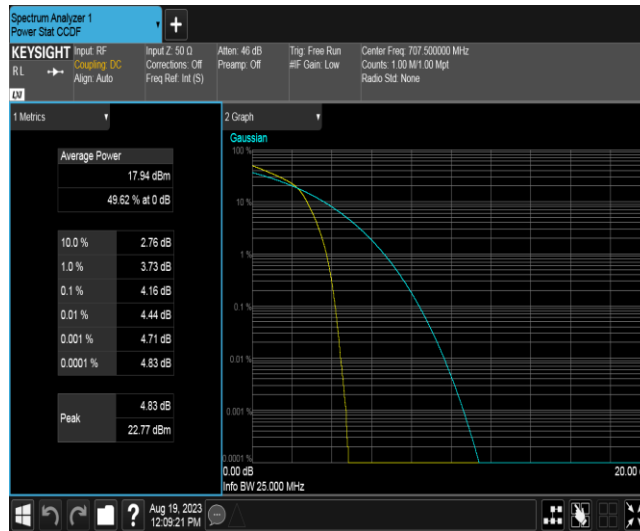 Spectrum Analyzer 1
Power Stat CCDF
+
KEYSIGHT
RL
LXI
Input: RF
Coupling: DC
Align: Auto
Input Z: 50 Ω
Corrections: Off
Freq Ref: Int (S)
Atten: 46 dB
Preamp: Off
Trig: Free Run
#IF Gain: Low
Center Freq: 707.500000 MHz
Counts: 1.00 M/1.00 Mpt
Radio Std: None
1 Metrics
Average Power
17.94 dBm
49.62 % at 0 dB
10.0 % 2.76 dB
1.0 % 3.73 dB
0.1 % 4.16 dB
0.01 % 4.44 dB
0.001 % 4.71 dB
0.0001 % 4.83 dB
Peak
4.83 dB
22.77 dBm
2 Graph
Gaussian
100 %
10 %
1 %
0.1 %
0.01 %
0.001 %
0.0001 %
0.00 dB
20.00
Info BW 25.000 MHz
?
Aug 19, 2023
12:09:21 PM